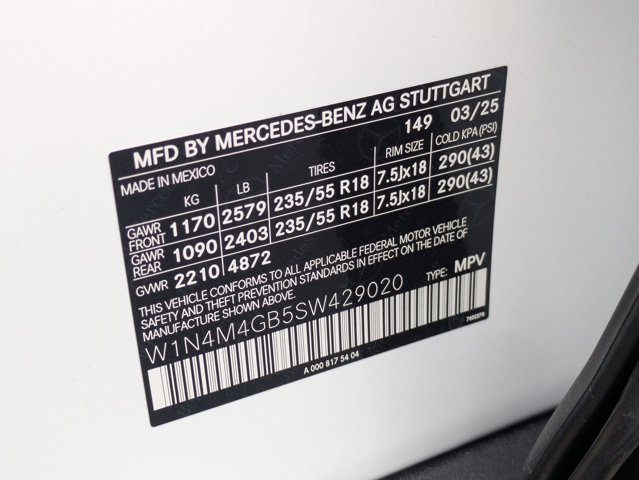 MFD BY MERCEDES-BENZ AG STUTTGART
MADE IN MEXICO 149 03/25
KG LB TIRES RIM SIZE COLD KPA (PSI)
GAWR FRONT 1170 2579 235/55 R18 7.5Jx18 290(43)
GAWR REAR 1090 2403 235/55 R18 7.5Jx18 290(43)
GVWR 2210 4872
THIS VEHICLE CONFORMS TO ALL APPLICABLE FEDERAL MOTOR VEHICLE
SAFETY AND THEFT PREVENTION STANDARDS IN EFFECT ON THE DATE OF
MANUFACTURE SHOWN ABOVE.
W1N4M4GB5SW429020 TYPE: MPV
A 000 817 54 04